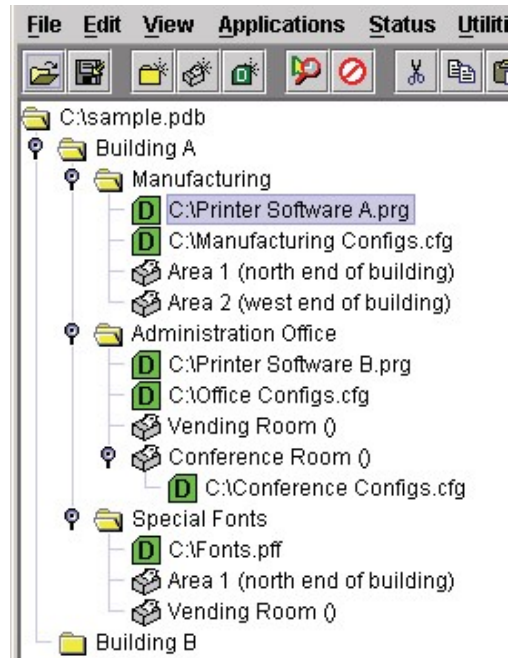 File Edit View Applications Status Utiliti
C:\sample.pdb
Building A
Manufacturing
D C:\Printer Software A.prg
D C:\Manufacturing Configs.cfg
Area 1 (north end of building)
Area 2 (west end of building)
Administration Office
D C:\Printer Software B.prg
D C:\Office Configs.cfg
Vending Room ()
Conference Room ()
D C:\Conference Configs.cfg
Special Fonts
D C:\Fonts.pff
Area 1 (north end of building)
Vending Room ()
Building B